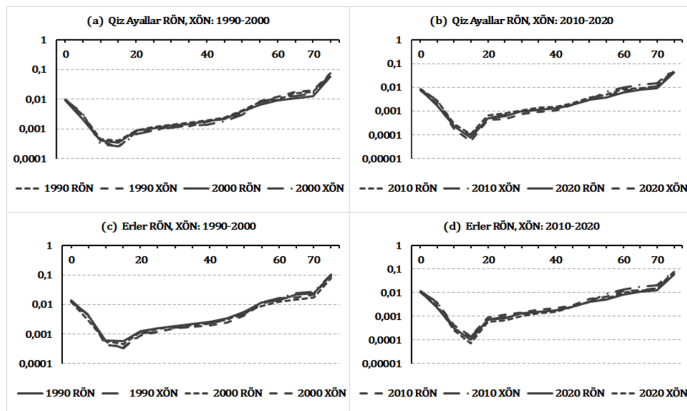 (a) Qiz Ayallar RÖN, XÖN: 1990-2000
1
0,1
0,01
0,001
0,0001
0 20 40 60 70
1990 RÖN 1990 XÖN 2000 RÖN 2000 XÖN
(b) Qiz Ayallar RÖN, XÖN: 2010-2020
1
0,1
0,01
0,001
0,0001
0,00001
0 20 40 60 70
2010 RÖN 2010 XÖN 2020 RÖN 2020 XÖN
(c) Erler RÖN, XÖN: 1990-2000
0 20 40 60 70
1
0,1
0,01
0,001
0,0001
1990 RÖN 1990 XÖN 2000 RÖN 2000 XÖN
(d) Erler RÖN, XÖN: 2010-2020
0 20 40 60 70
1
0,1
0,01
0,001
0,0001
0,00001
2010 RÖN 2010 XÖN 2020 RÖN 2020 XÖN